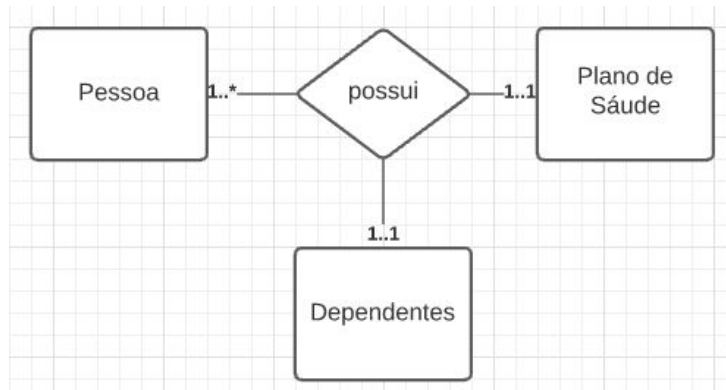 Pessoa
1..*
possui
1..1
Plano de
Sáude
1..1
Dependentes